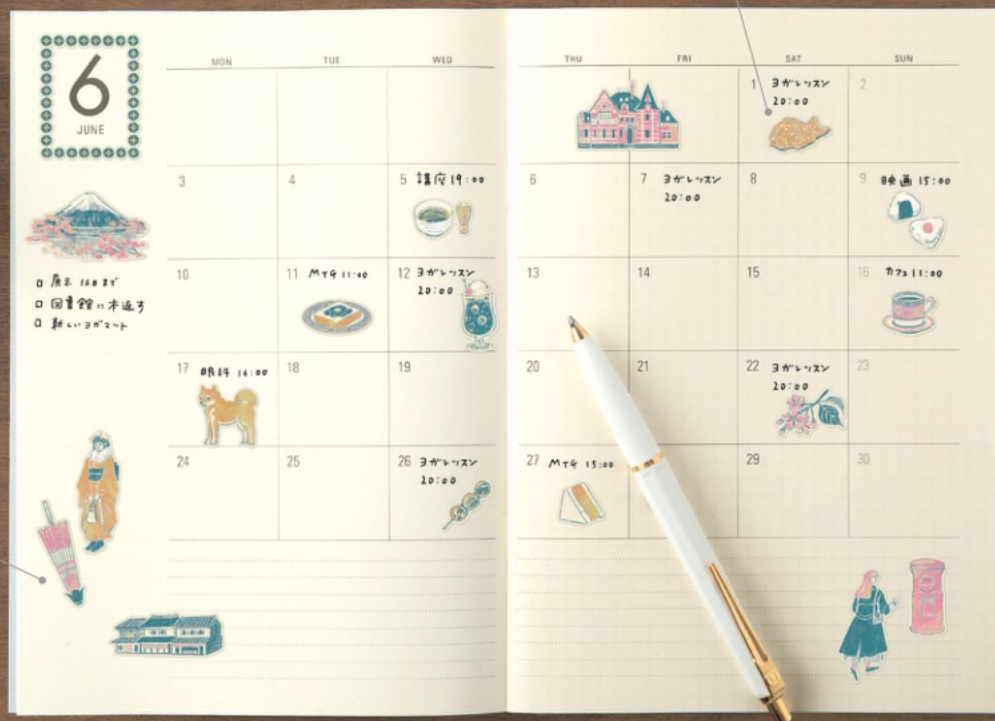 6
JUNE
MON TUE WED THU FRI SAT SUN
1 ヨガレッスン 2
20:00
3 4 5 講座 19:00 6 7 ヨガレッスン 8 9 映画 15:00
20:00
10 11 MTG 11:00 12 ヨガレッスン 13 14 15 16 カフェ 11:00
20:00
□ 展示 16日まで
□ 図書館に本返す
□ 新しいヨガマット
17 眼科 16:00 18 19 20 21 22 ヨガレッスン 23
20:00
24 25 26 ヨガレッスン 27 MTG 15:00 29 30
20:00